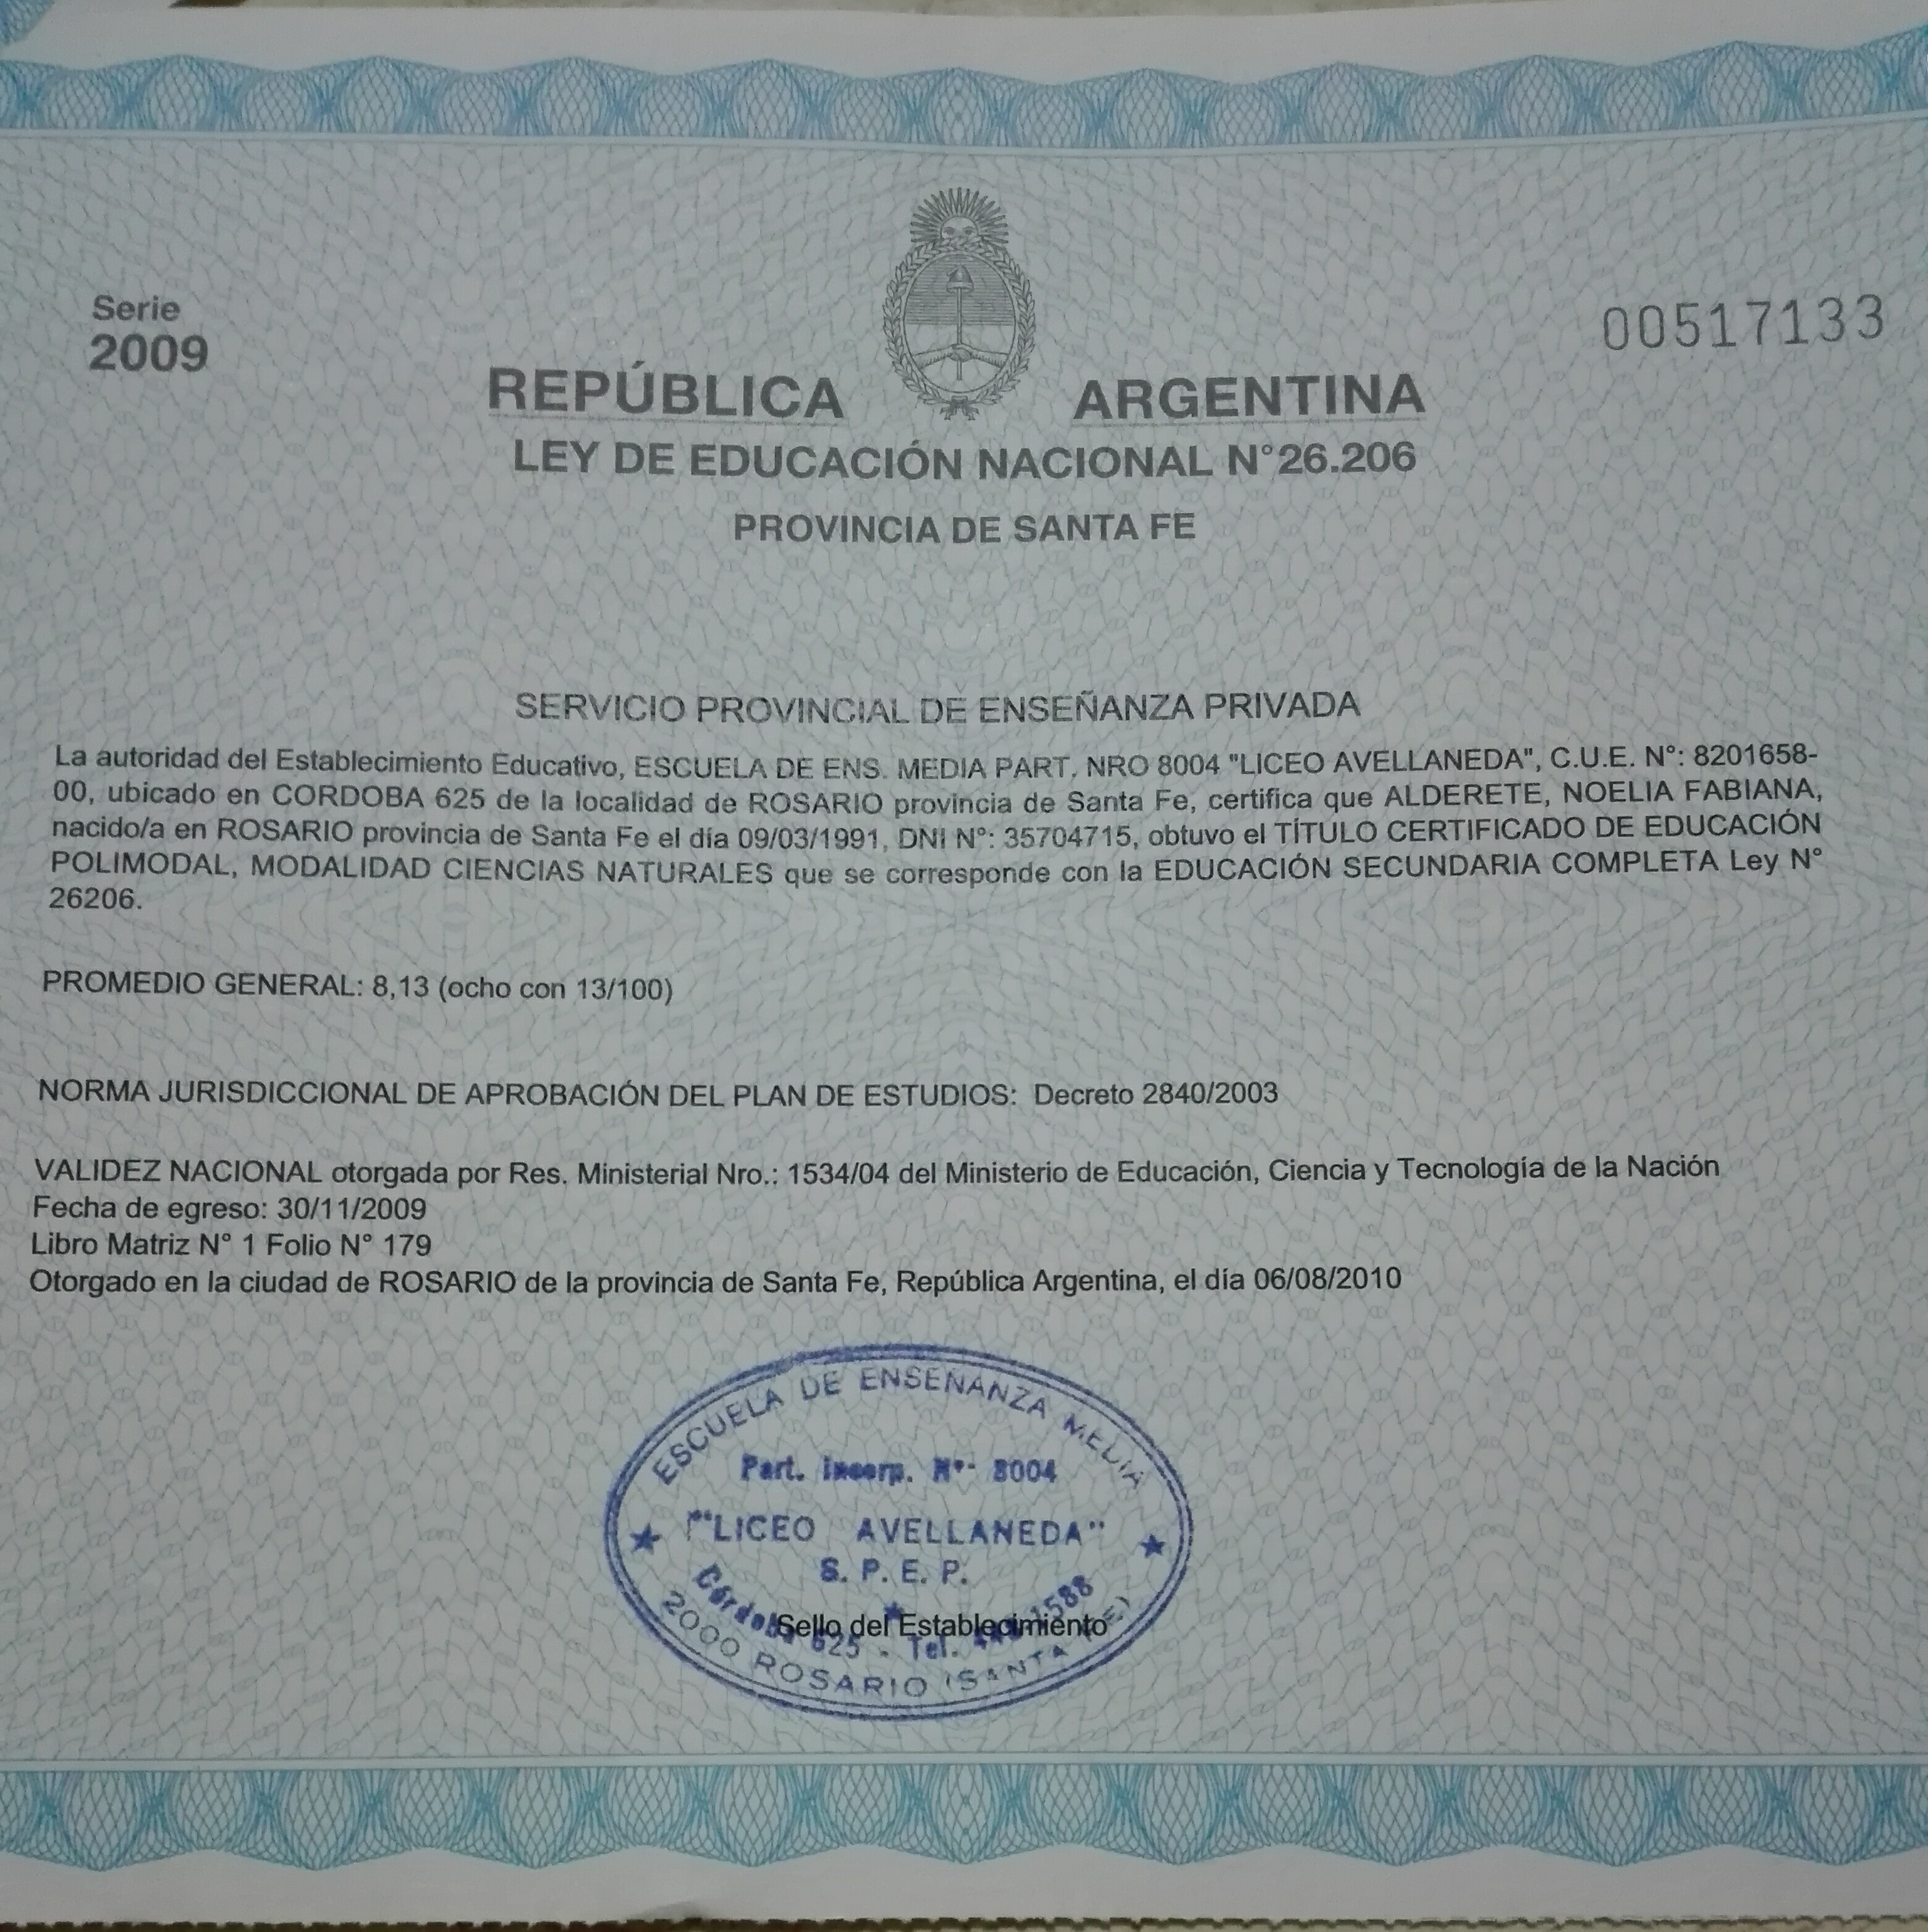 Serie
2009
00517133
REPÚBLICA ARGENTINA
LEY DE EDUCACIÓN NACIONAL N°26.206
PROVINCIA DE SANTA FE
SERVICIO PROVINCIAL DE ENSEÑANZA PRIVADA
La autoridad del Establecimiento Educativo, ESCUELA DE ENS. MEDIA PART. NRO 8004 "LICEO AVELLANEDA", C.U.E. N°: 8201658-
00, ubicado en CORDOBA 625 de la localidad de ROSARIO provincia de Santa Fe, certifica que ALDERETE, NOELIA FABIANA,
nacido/a en ROSARIO provincia de Santa Fe el día 09/03/1991, DNI N°: 35704715, obtuvo el TÍTULO CERTIFICADO DE EDUCACIÓN
POLIMODAL, MODALIDAD CIENCIAS NATURALES que se corresponde con la EDUCACIÓN SECUNDARIA COMPLETA Ley N°
26206.
PROMEDIO GENERAL: 8,13 (ocho con 13/100)
NORMA JURISDICCIONAL DE APROBACIÓN DEL PLAN DE ESTUDIOS: Decreto 2840/2003
VALIDEZ NACIONAL otorgada por Res. Ministerial Nro.: 1534/04 del Ministerio de Educación, Ciencia y Tecnología de la Nación
Fecha de egreso: 30/11/2009
Libro Matriz N° 1 Folio N° 179
Otorgado en la ciudad de ROSARIO de la provincia de Santa Fe, República Argentina, el día 06/08/2010
ESCUELA DE ENSEÑANZA MEDIA
Part. Incorp. N°- 8004
"LICEO AVELLANEDA"
S. P. E. P.
Córdoba 625 - Tel.
Sello del Establecimiento
2000 ROSARIO (SANTA FE)